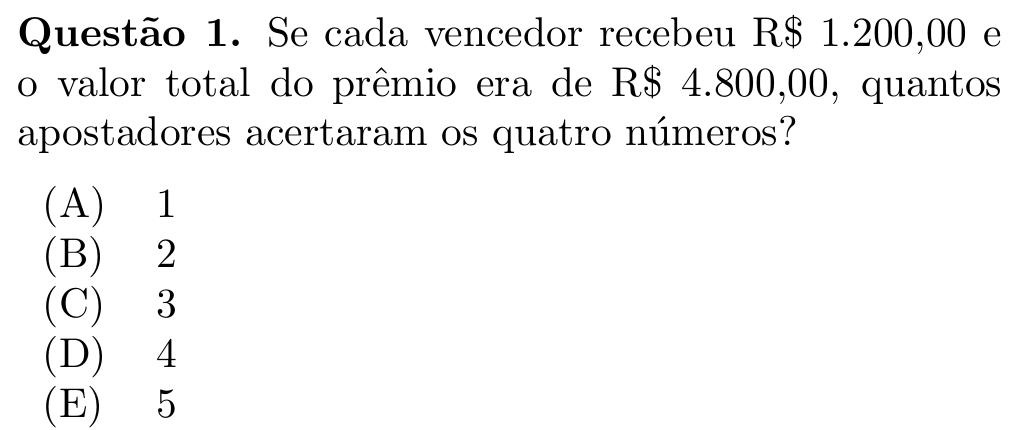 Questão 1. Se cada vencedor recebeu R$ 1.200,00 e
o valor total do prêmio era de R$ 4.800,00, quantos
apostadores acertaram os quatro números?
(A) 1
(B) 2
(C) 3
(D) 4
(E) 5